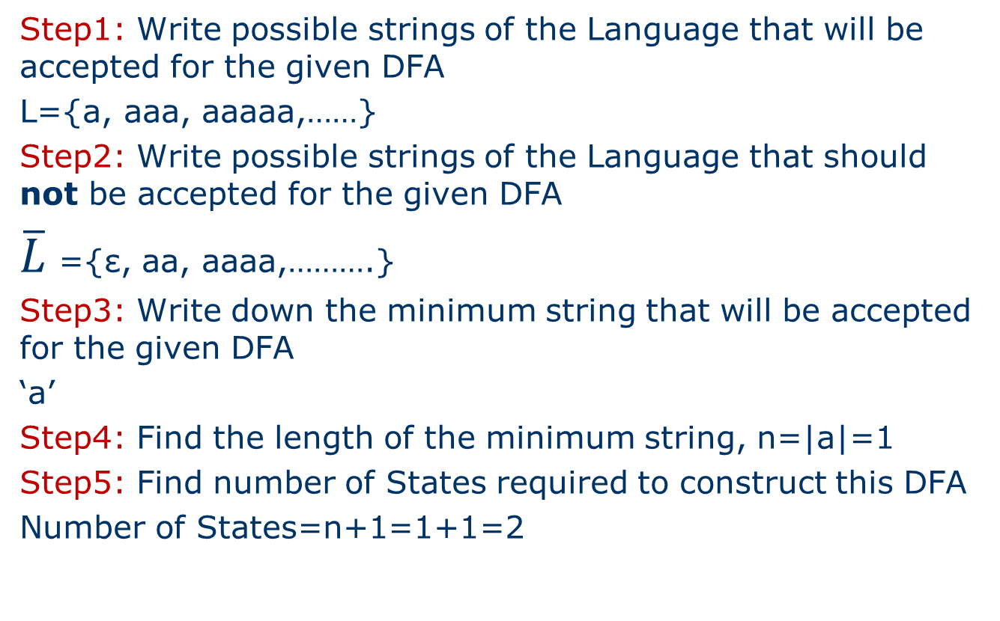 Step1: Write possible strings of the Language that will be
accepted for the given DFA
L={a, aaa, aaaaa,......}
Step2: Write possible strings of the Language that should
not be accepted for the given DFA
L̅ ={ε, aa, aaaa,..........}
Step3: Write down the minimum string that will be accepted
for the given DFA
‘a’
Step4: Find the length of the minimum string, n=|a|=1
Step5: Find number of States required to construct this DFA
Number of States=n+1=1+1=2